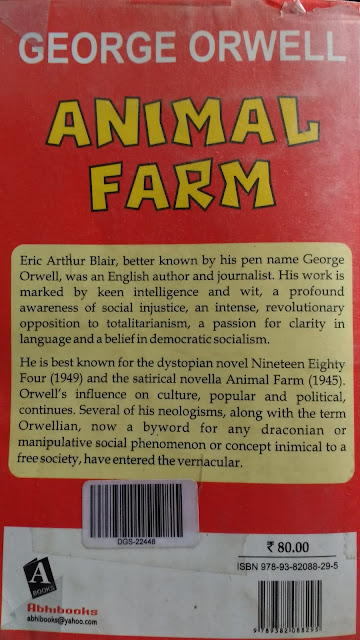 GEORGE ORWELL
ANIMAL
FARM
Eric Arthur Blair, better known by his pen name George
Orwell, was an English author and journalist. His work is
marked by keen intelligence and wit, a profound
awareness of social injustice, an intense, revolutionary
opposition to totalitarianism, a passion for clarity in
language and a belief in democratic socialism.
He is best known for the dystopian novel Nineteen Eighty
Four (1949) and the satirical novella Animal Farm (1945).
Orwell's influence on culture, popular and political,
continues. Several of his neologisms, along with the term
Orwellian, now a byword for any draconian or
manipulative social phenomenon or concept inimical to a
free society, have entered the vernacular.
DGS-22448
₹ 80.00
ISBN 978-93-82088-29-5
A
BOOKS
Abhibooks
abhibooks@yahoo.com
9 789382 088295